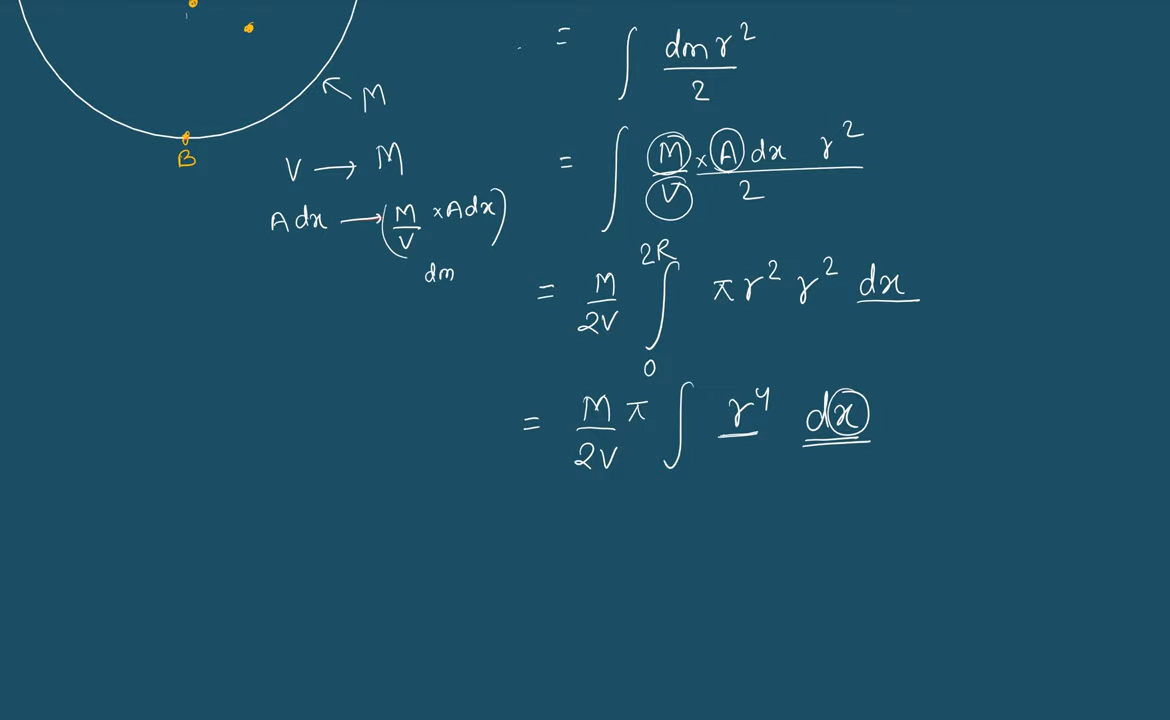 = ∫ dm r² / 2
M
B
V → M
= ∫ M/V × A dx r² / 2
A dx → (M/V × A dx)
dm
= M/2V ∫₀^2R π r² r² dx
= M/2V π ∫ r⁴ dx